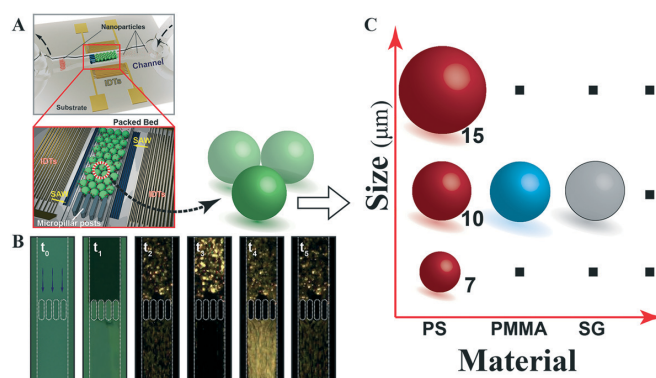 A
Nanoparticles
Channel
IDTs
Substrate
Packed Bed
SAW
IDTs
SAW
IDTs
Micropillar posts
B
t0
t1
t2
t3
t4
t5
C
Size (μm)
15
10
7
PS
PMMA
SG
Material